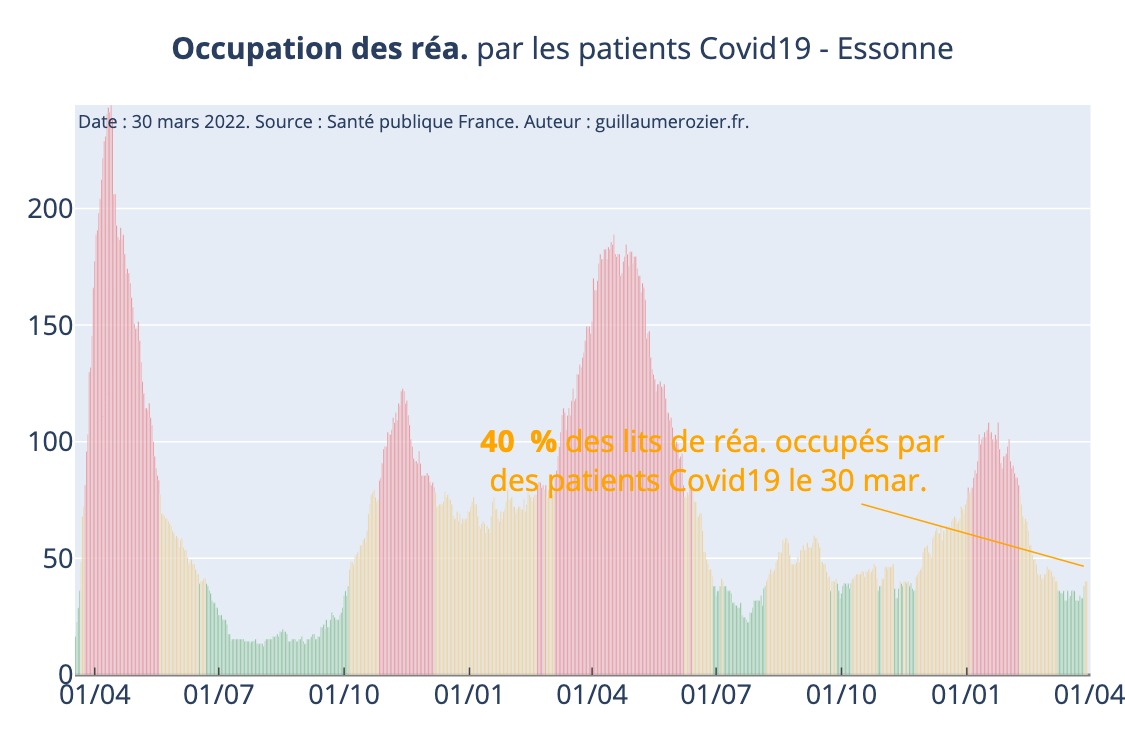 Occupation des réa. par les patients Covid19 - Essonne
Date : 30 mars 2022. Source : Santé publique France. Auteur : guillaumerozier.fr.
200
150
100
50
0
40 % des lits de réa. occupés par
des patients Covid19 le 30 mar.
01/04 01/07 01/10 01/01 01/04 01/07 01/10 01/01 01/04